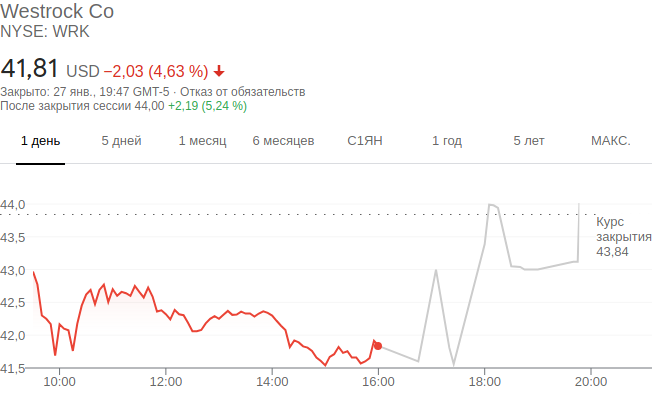 Westrock Co
NYSE: WRK
41,81 USD −2,03 (4,63 %)
Закрыто: 27 янв., 19:47 GMT-5 · Отказ от обязательств
После закрытия сессии 44,00 +2,19 (5,24 %)
1 день 5 дней 1 месяц 6 месяцев С1ЯН 1 год 5 лет МАКС.
44,0
43,5
43,0
42,5
42,0
41,5
Курс
закрытия
43,84
10:00 12:00 14:00 16:00 18:00 20:00